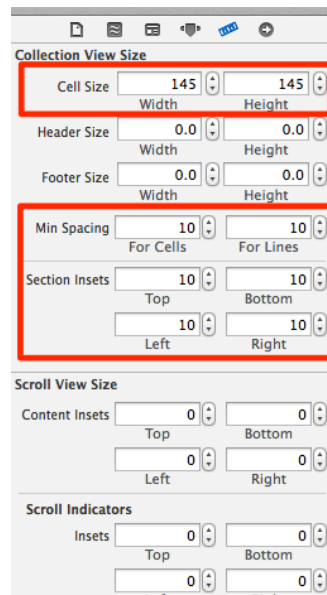 Collection View Size
Cell Size 145 145
Width Height
Header Size 0.0 0.0
Width Height
Footer Size 0.0 0.0
Width Height
Min Spacing 10 10
For Cells For Lines
Section Insets 10 10
Top Bottom
10 10
Left Right
Scroll View Size
Content Insets 0 0
Top Bottom
0 0
Left Right
Scroll Indicators
Insets 0 0
Top Bottom
0 0